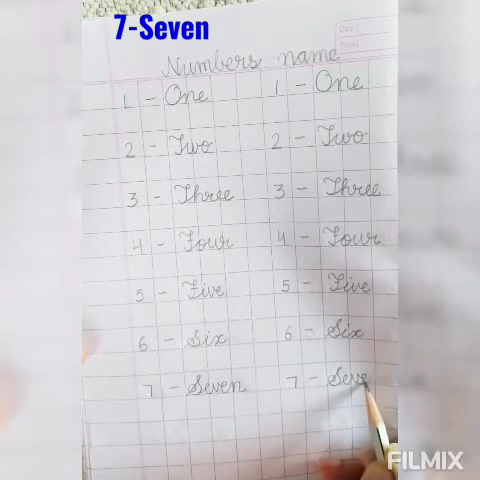 7-Seven
Numbers name
1 - One 1 - One
2 - Two 2 - Two
3 - Three 3 - Three
4 - Four 4 - Four
5 - Five 5 - Five
6 - Six 6 - Six
7 - Seven 7 - Seve
FILMIX